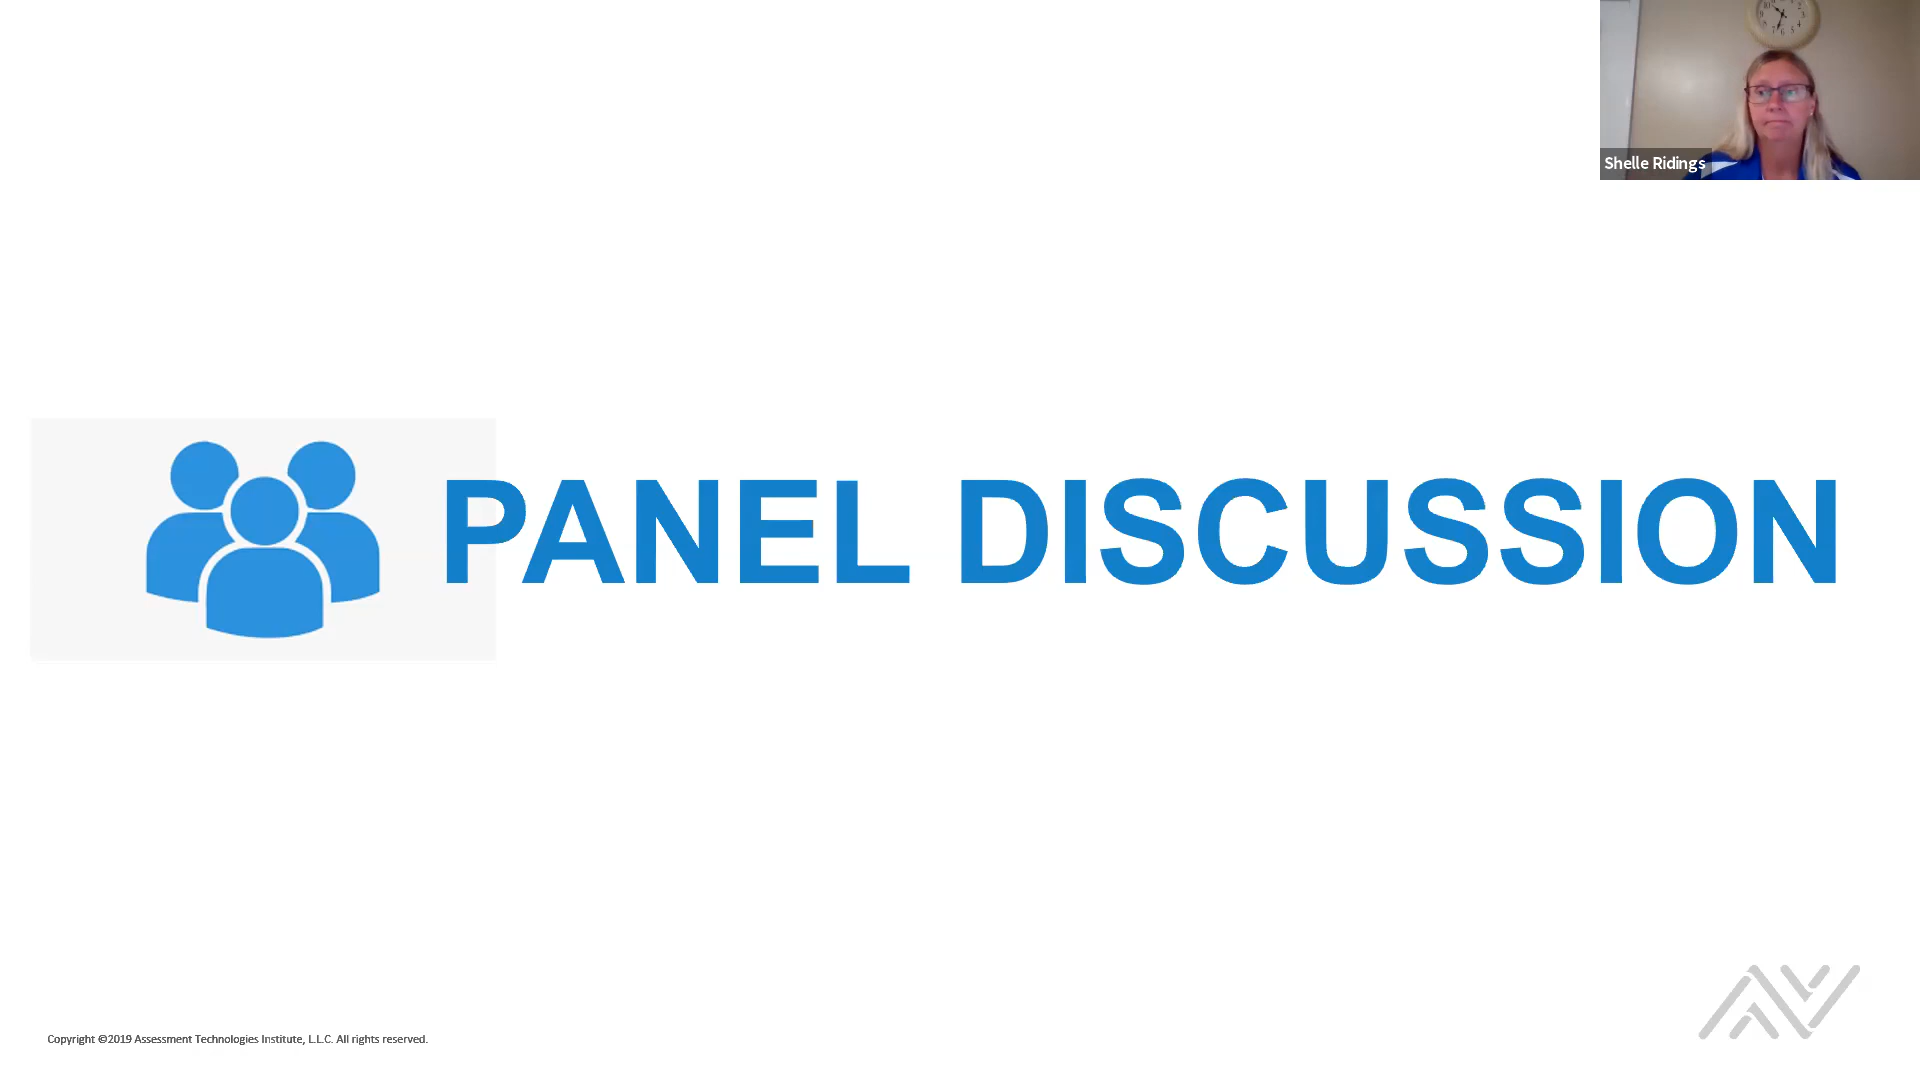 Shelle Ridings
PANEL DISCUSSION
Copyright ©2019 Assessment Technologies Institute, L.L.C. All rights reserved.